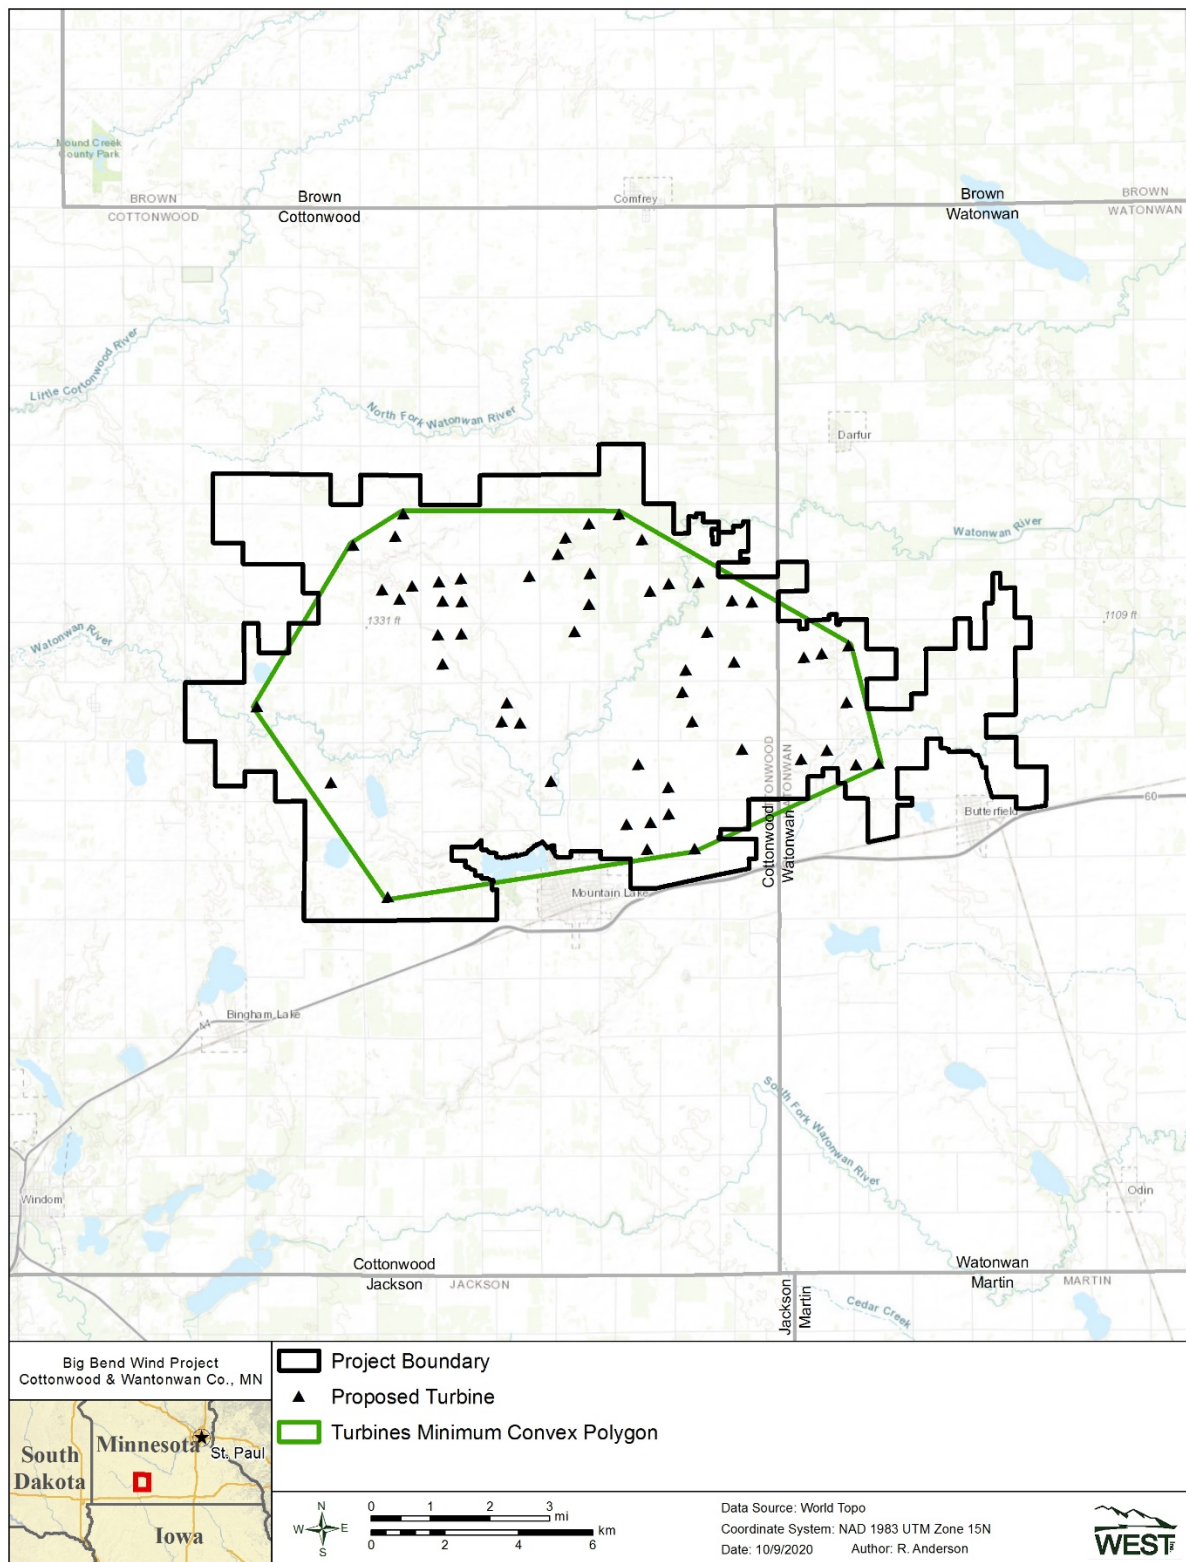 Mound Creek
County Park
BROWN
COTTONWOOD
Brown
Cottonwood
Comfrey
Brown
Watonwan
BROWN
WATONWAN
Little Cottonwood River
North Fork Watonwan River
Darfur
Watonwan River
1331 ft
1109 ft
Watonwan River
COTTONWOOD
WATONWAN
Cottonwood
Watonwan
60
Butterfield
Mountain Lake
Bingham Lake
44
South Fork Watonwan River
Windom
Odin
Cottonwood
Jackson
JACKSON
Watonwan
Martin
MARTIN
Jackson
Martin
Cedar Creek
Big Bend Wind Project
Cottonwood & Wantonwan Co., MN
Project Boundary
Proposed Turbine
Turbines Minimum Convex Polygon
South
Dakota
Minnesota
St. Paul
Iowa
N
W E
S
0 1 2 3
mi
km
0 2 4 6
Data Source: World Topo
Coordinate System: NAD 1983 UTM Zone 15N
Date: 10/9/2020 Author: R. Anderson
WEST Inc.